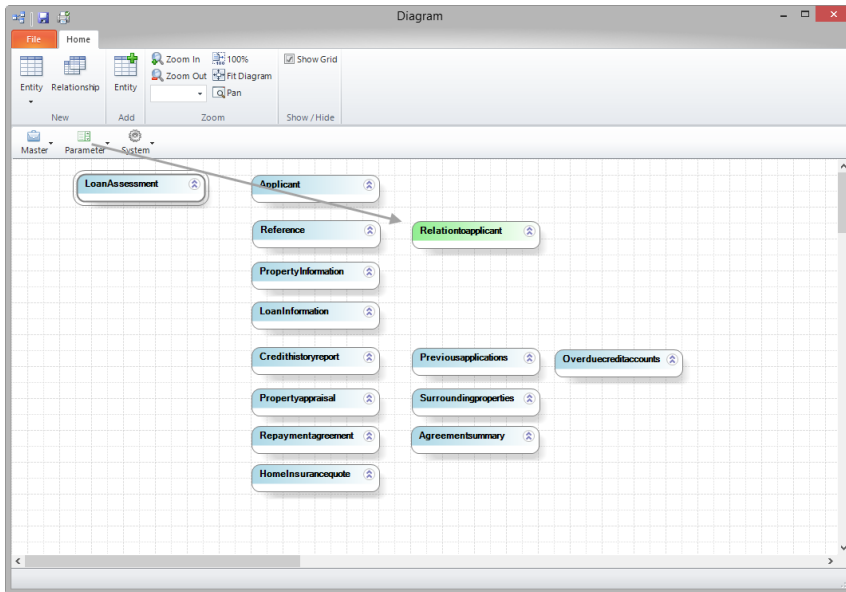 Diagram
File Home
Zoom In 100% Show Grid
Zoom Out Fit Diagram
Entity Relationship Entity Pan
New Add Zoom Show / Hide
Master Parameter System
LoanAssessment Applicant
Reference Relationtoapplicant
PropertyInformation
LoanInformation
Credithistoryreport Previousapplications Overduecreditaccounts
Propertyappraisal Surroundingproperties
Repaymentagreement Agreementsummary
HomeInsurancequote